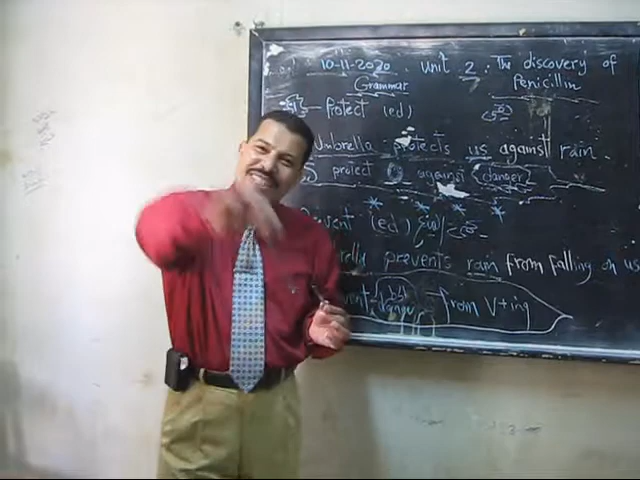 10-11-2020 Unit 2 The discovery of
Grammar Penicillin
Protect (ed)
Umbrella protects us against rain.
protect against danger
Prevent (ed)
prevents rain from falling on us
from V+ing